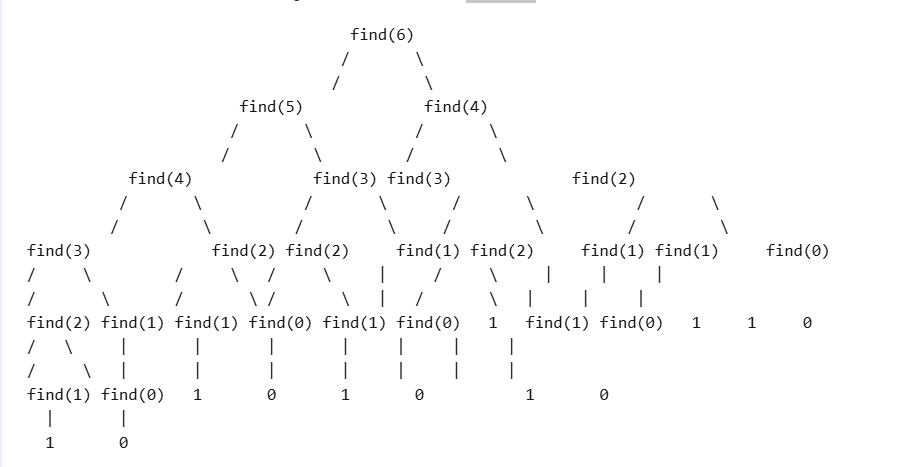 find(6)
/ \
/ \
find(5) find(4)
/ \ / \
/ \ / \
find(4) find(3) find(3) find(2)
/ \ / \ / \ / \
/ \ / \ / \ / \
find(3) find(2) find(2) find(1) find(2) find(1) find(1) find(0)
/ \ / \ / \ | / \ | | |
/ \ / \ / \ | / \ | | |
find(2) find(1) find(1) find(0) find(1) find(0) 1 find(1) find(0) 1 1 0
/ \ | | | | | | |
/ \ | | | | | | |
find(1) find(0) 1 0 1 0 1 0
| |
1 0